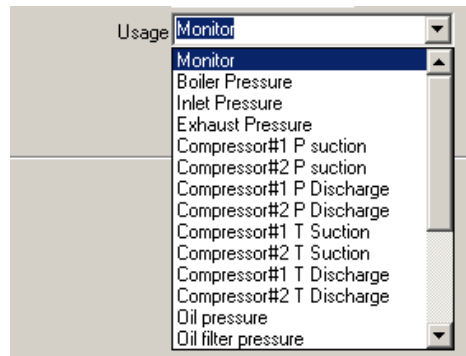 Usage Monitor
Monitor
Boiler Pressure
Inlet Pressure
Exhaust Pressure
Compressor#1 P suction
Compressor#2 P suction
Compressor#1 P Discharge
Compressor#2 P Discharge
Compressor#1 T Suction
Compressor#2 T Suction
Compressor#1 T Discharge
Compressor#2 T Discharge
Oil pressure
Oil filter pressure